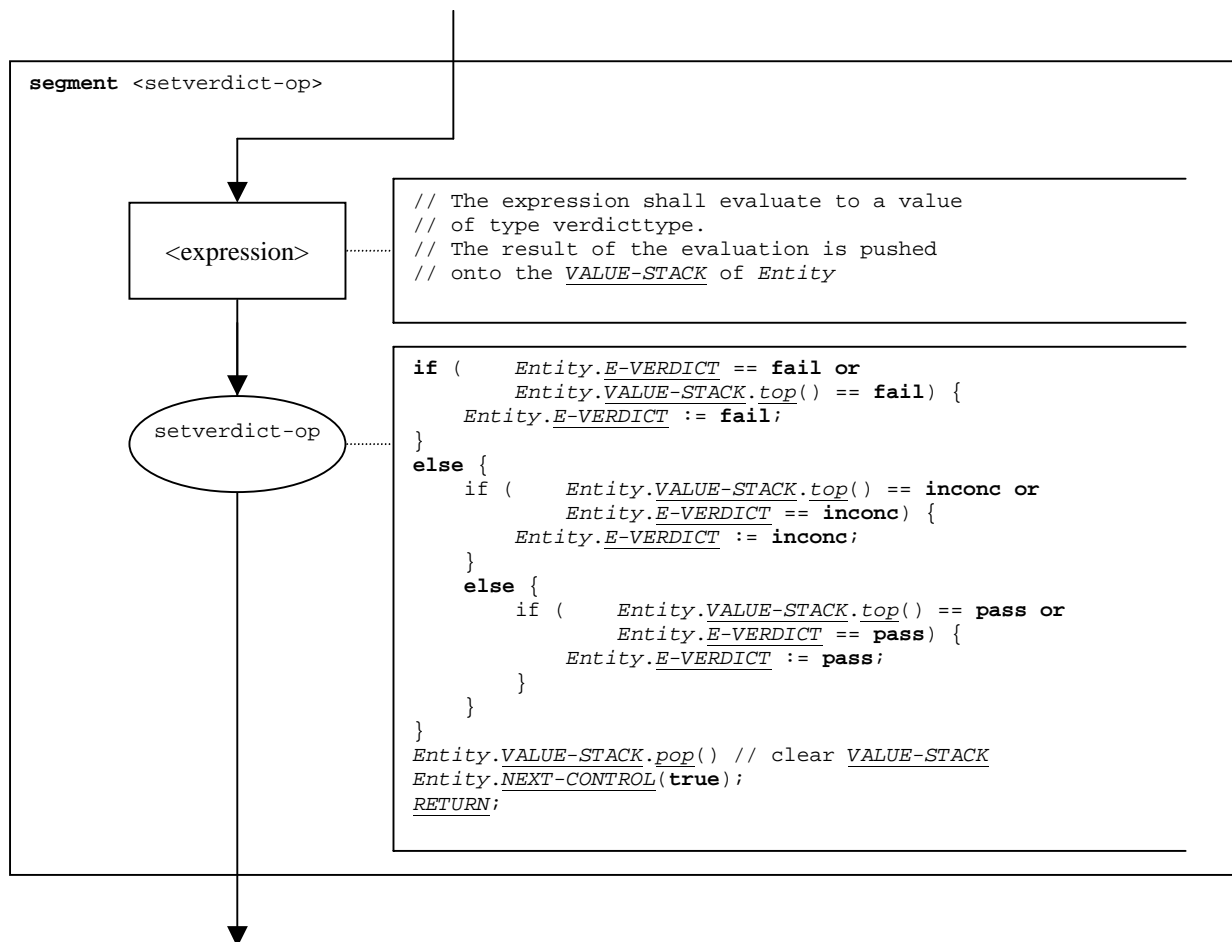 segment <setverdict-op>
<expression>
// The expression shall evaluate to a value
// of type verdicttype.
// The result of the evaluation is pushed
// onto the VALUE-STACK of Entity
setverdict-op
if ( Entity.E-VERDICT == fail or
Entity.VALUE-STACK.top() == fail) {
Entity.E-VERDICT := fail;
}
else {
if ( Entity.VALUE-STACK.top() == inconc or
Entity.E-VERDICT == inconc) {
Entity.E-VERDICT := inconc;
}
else {
if ( Entity.VALUE-STACK.top() == pass or
Entity.E-VERDICT == pass) {
Entity.E-VERDICT := pass;
}
}
}
Entity.VALUE-STACK.pop() // clear VALUE-STACK
Entity.NEXT-CONTROL(true);
RETURN;